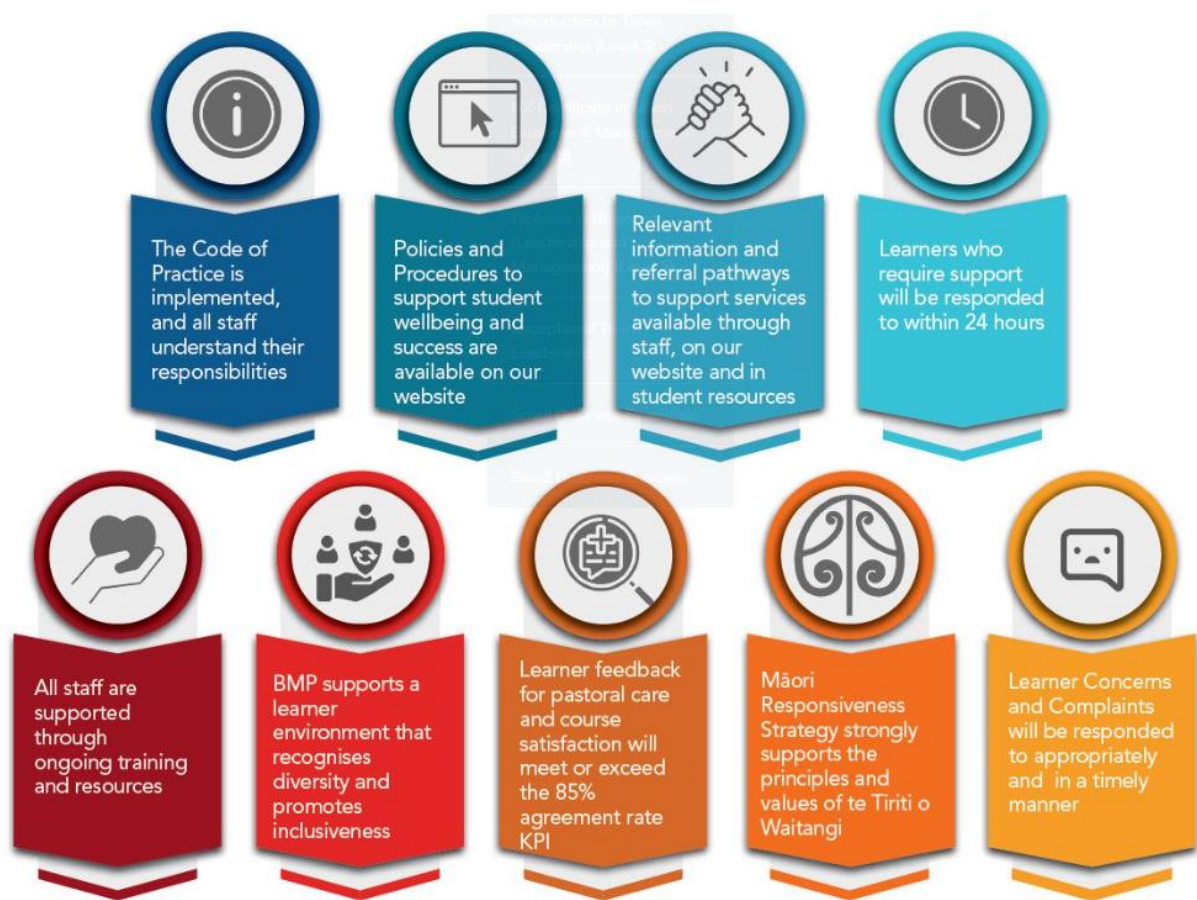 The Code of
Practice is
implemented,
and all staff
understand their
responsibilities
Policies and
Procedures to
support student
wellbeing and
success are
available on our
website
Relevant
information and
referral pathways
to support services
available through
staff, on our
website and in
student resources
Learners who
require support
will be responded
to within 24 hours
All staff are
supported
through
ongoing training
and resources
BMP supports a
learner
environment that
recognises
diversity and
promotes
inclusiveness
Learner feedback
for pastoral care
and course
satisfaction will
meet or exceed
the 85%
agreement rate
KPI
Māori
Responsiveness
Strategy strongly
supports the
principles and
values of te Tiriti o
Waitangi
Learner Concerns
and Complaints
will be responded
to appropriately
and in a timely
manner